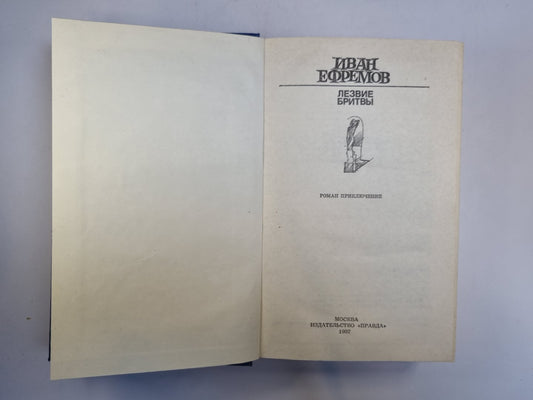 ИВАН
ЕФРЕМОВ
ЛЕЗВИЕ
БРИТВЫ
РОМАН ПРИКЛЮЧЕНИЙ
МОСКВА
ИЗДАТЕЛЬСТВО «ПРАВДА»